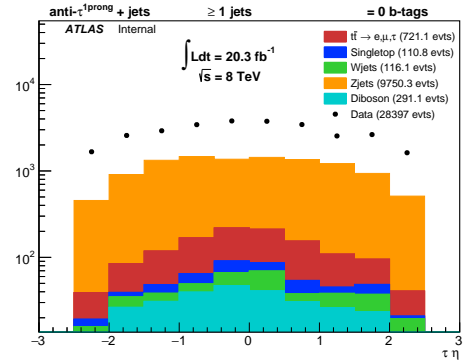 anti-τ¹ᵖʳᵒⁿᵍ + jets ≥ 1 jets = 0 b-tags
ATLAS Internal
∫ Ldt = 20.3 fb⁻¹
√s = 8 TeV
tt̄ → e,μ,τ (721.1 evts)
Singletop (110.8 evts)
Wjets (116.1 evts)
Zjets (9750.3 evts)
Diboson (291.1 evts)
Data (28397 evts)
10⁴
10³
10²
−3 −2 −1 0 1 2 3
τ η